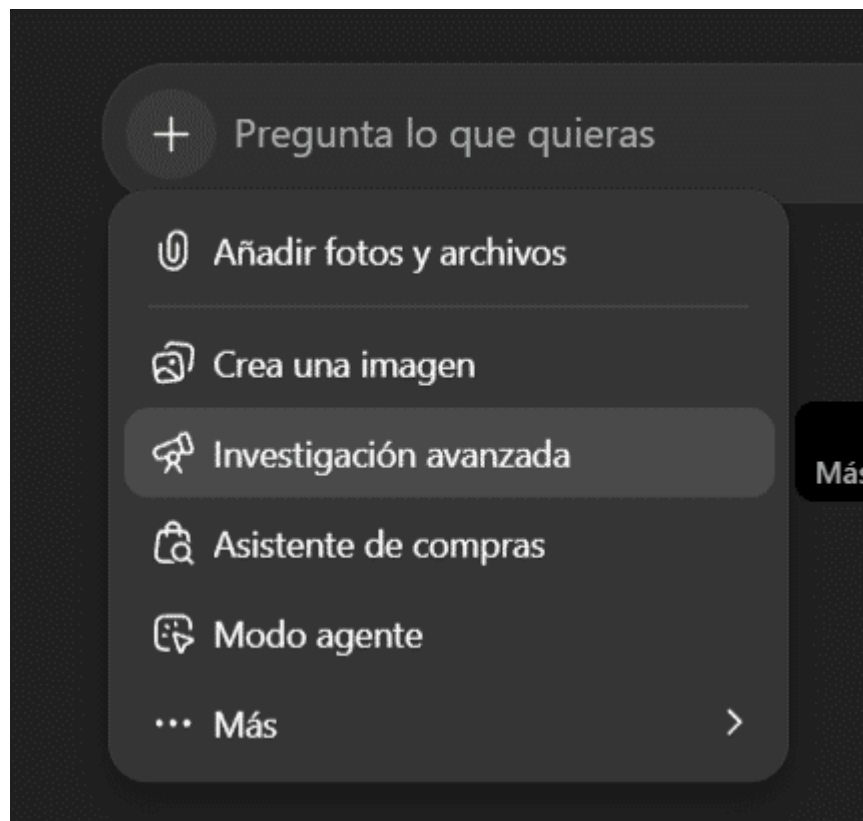 Pregunta lo que quieras
Añadir fotos y archivos
Crea una imagen
Investigación avanzada
Asistente de compras
Modo agente
Más